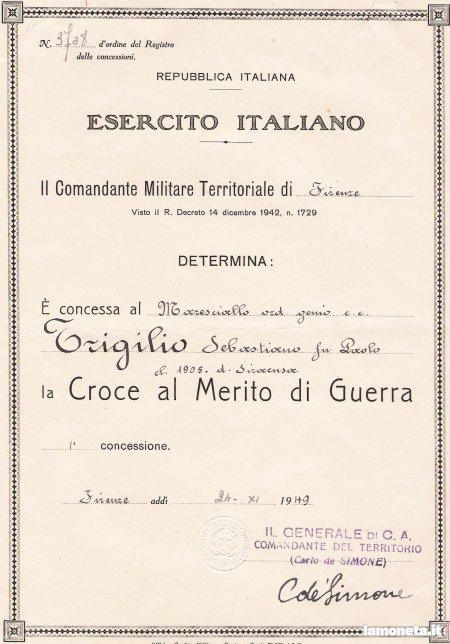 N. 3708 d'ordine del Registro
delle concessioni.
REPUBBLICA ITALIANA
ESERCITO ITALIANO
Il Comandante Militare Territoriale di Firenze
Visto il R. Decreto 14 dicembre 1942, n. 1729
DETERMINA:
È concessa al Maresciallo ord genio e.c.
Trigilio Sebastiano fu Paolo
cl. 1905. d. Siracusa
la Croce al Merito di Guerra
1ª concessione.
Firenze addì 24-XI 1949
IL GENERALE DI C. A.
COMANDANTE DEL TERRITORIO
(Carlo de SIMONE)
C de Simone
lamoneta.it